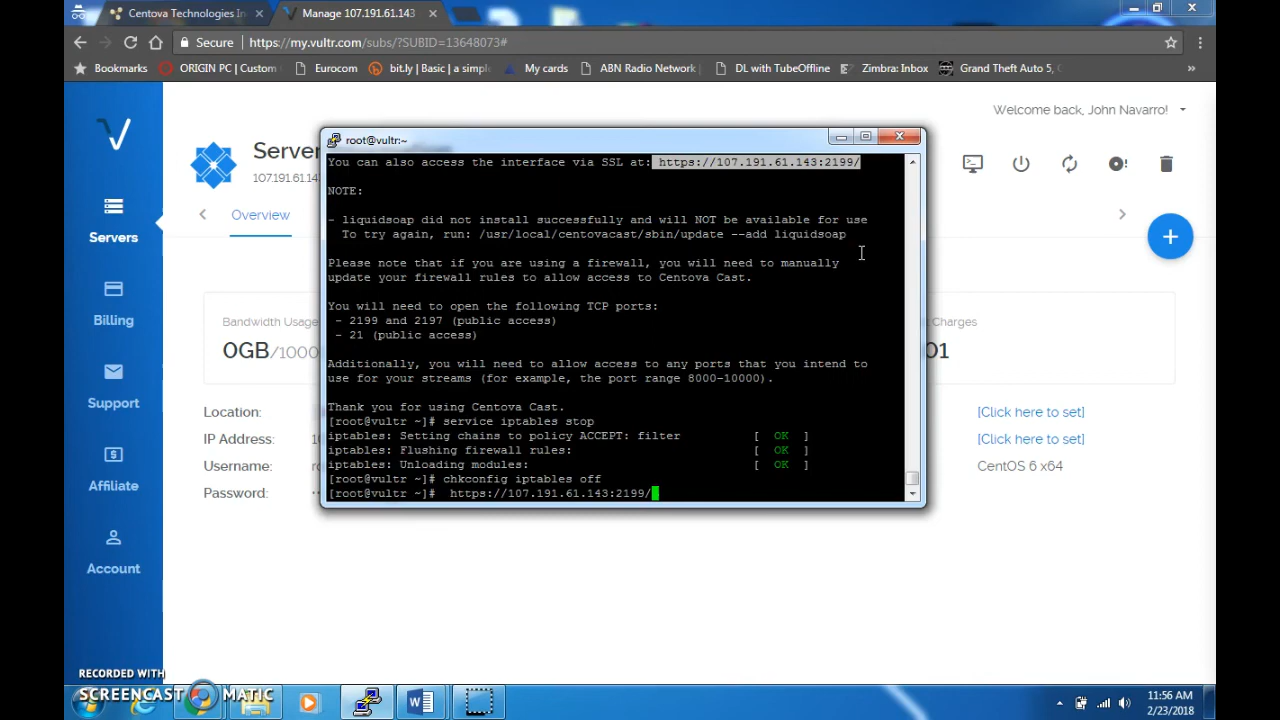 Centova Technologies In
Manage 107.191.61.143
Secure
https://my.vultr.com/subs/?SUBID=13648073#
Bookmarks
ORIGIN PC | Custom
Eurocom
bit.ly | Basic | a simpl
My cards
ABN Radio Network
DL with TubeOffline
Zimbra: Inbox
Grand Theft Auto 5,
»
Welcome back, John Navarro!
Server
107.191.61.14
Overview
Servers
Billing
Support
Affiliate
Account
Bandwidth Usage
0GB/1000
Charges
01
Location:
IP Address: 1
Username: r
Password: ··
[Click here to set]
[Click here to set]
CentOS 6 x64
root@vultr:~
You can also access the interface via SSL at: https://107.191.61.143:2199/
NOTE:
- liquidsoap did not install successfully and will NOT be available for use
To try again, run: /usr/local/centovacast/sbin/update --add liquidsoap
Please note that if you are using a firewall, you will need to manually
update your firewall rules to allow access to Centova Cast.
You will need to open the following TCP ports:
- 2199 and 2197 (public access)
- 21 (public access)
Additionally, you will need to allow access to any ports that you intend to
use for your streams (for example, the port range 8000-10000).
Thank you for using Centova Cast.
[root@vultr ~]# service iptables stop
iptables: Setting chains to policy ACCEPT: filter [ OK ]
iptables: Flushing firewall rules: [ OK ]
iptables: Unloading modules: [ OK ]
[root@vultr ~]# chkconfig iptables off
[root@vultr ~]# https://107.191.61.143:2199/
RECORDED WITH
SCREENCAST MATIC
11:56 AM
2/23/2018